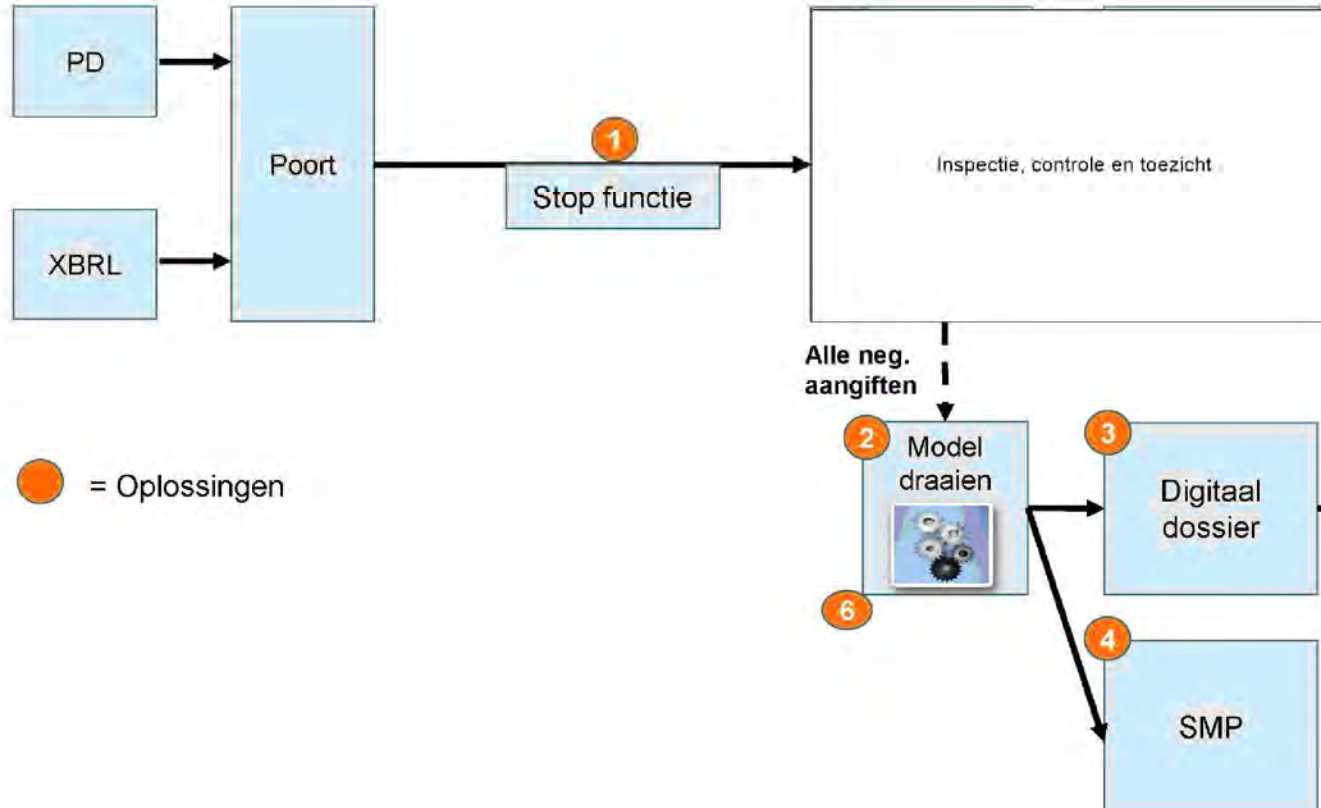 PD
Poort
XBRL
1
Stop functie
Inspectie, controle en toezicht
Alle neg.
aangiften
= Oplossingen
2
Model
draaien
6
3
Digitaal
dossier
4
SMP